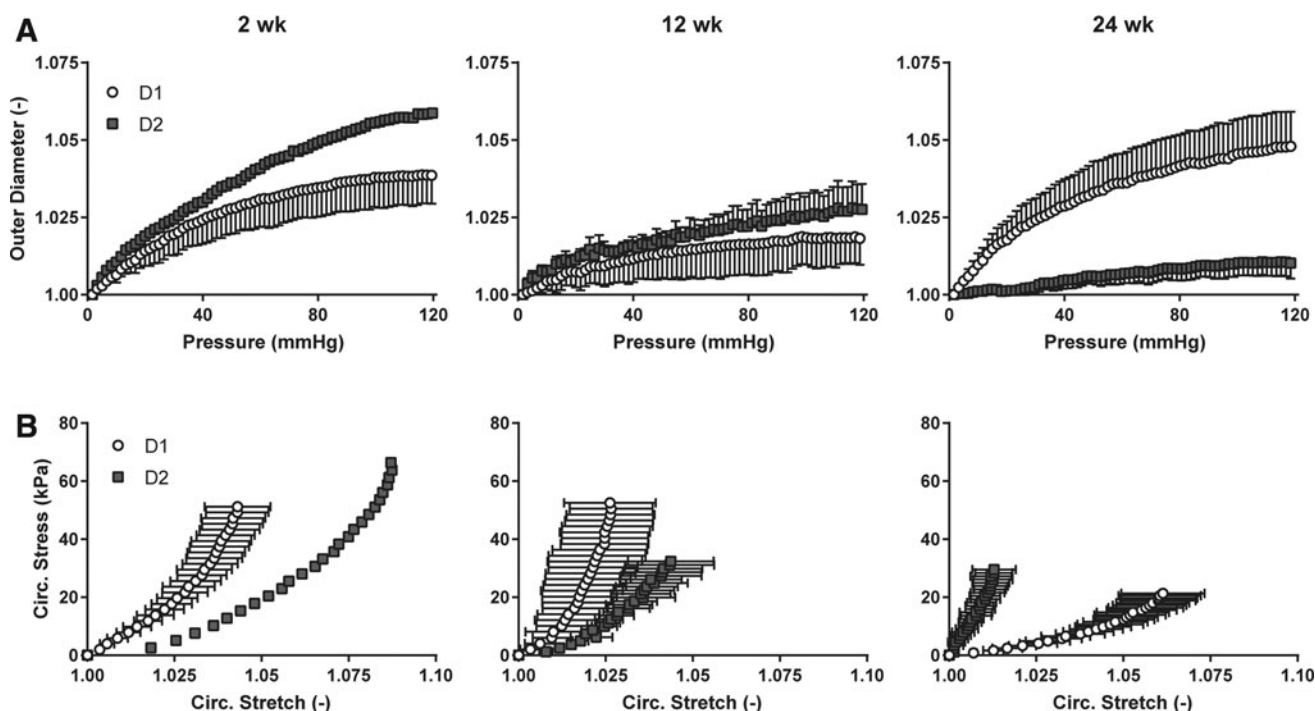 2 wk 12 wk 24 wk
A
Outer Diameter (-)
1.075 1.075 1.075
1.05 1.05 1.05
1.025 1.025 1.025
1.00 1.00 1.00
D1
D2
0 40 80 120 0 40 80 120 0 40 80 120
Pressure (mmHg) Pressure (mmHg) Pressure (mmHg)
B
Circ. Stress (kPa)
80 80 80
60 60 60
40 40 40
20 20 20
0 0 0
D1
D2
1.00 1.025 1.05 1.075 1.10 1.00 1.025 1.05 1.075 1.10 1.00 1.025 1.05 1.075 1.10
Circ. Stretch (-) Circ. Stretch (-) Circ. Stretch (-)